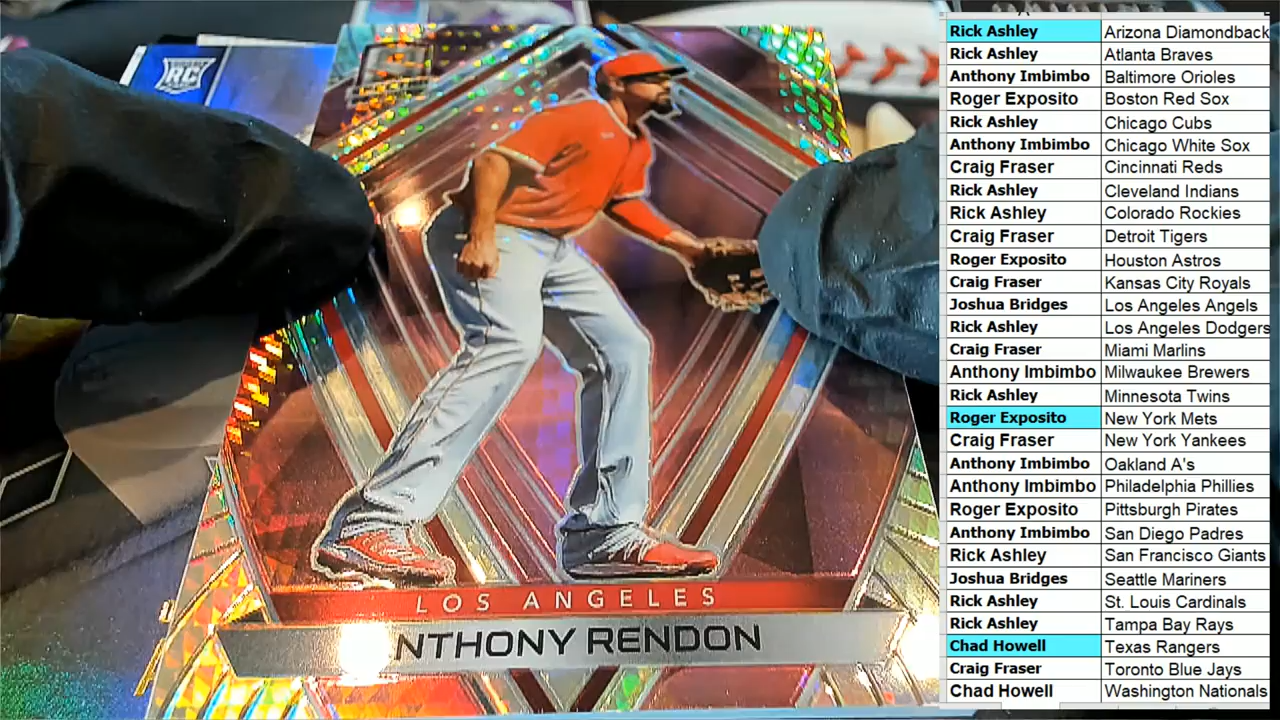 RC
LOS ANGELES
NTHONY RENDON
Rick Ashley Arizona Diamondback
Rick Ashley Atlanta Braves
Anthony Imbimbo Baltimore Orioles
Roger Exposito Boston Red Sox
Rick Ashley Chicago Cubs
Anthony Imbimbo Chicago White Sox
Craig Fraser Cincinnati Reds
Rick Ashley Cleveland Indians
Rick Ashley Colorado Rockies
Craig Fraser Detroit Tigers
Roger Exposito Houston Astros
Craig Fraser Kansas City Royals
Joshua Bridges Los Angeles Angels
Rick Ashley Los Angeles Dodgers
Craig Fraser Miami Marlins
Anthony Imbimbo Milwaukee Brewers
Rick Ashley Minnesota Twins
Roger Exposito New York Mets
Craig Fraser New York Yankees
Anthony Imbimbo Oakland A's
Anthony Imbimbo Philadelphia Phillies
Roger Exposito Pittsburgh Pirates
Anthony Imbimbo San Diego Padres
Rick Ashley San Francisco Giants
Joshua Bridges Seattle Mariners
Rick Ashley St. Louis Cardinals
Rick Ashley Tampa Bay Rays
Chad Howell Texas Rangers
Craig Fraser Toronto Blue Jays
Chad Howell Washington Nationals